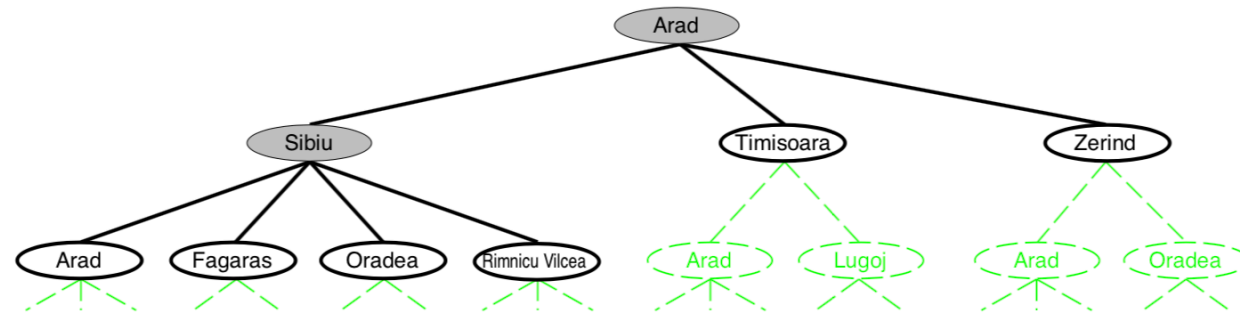 Arad
Sibiu
Timisoara
Zerind
Arad
Fagaras
Oradea
Rimnicu Vilcea
Arad
Lugoj
Arad
Oradea